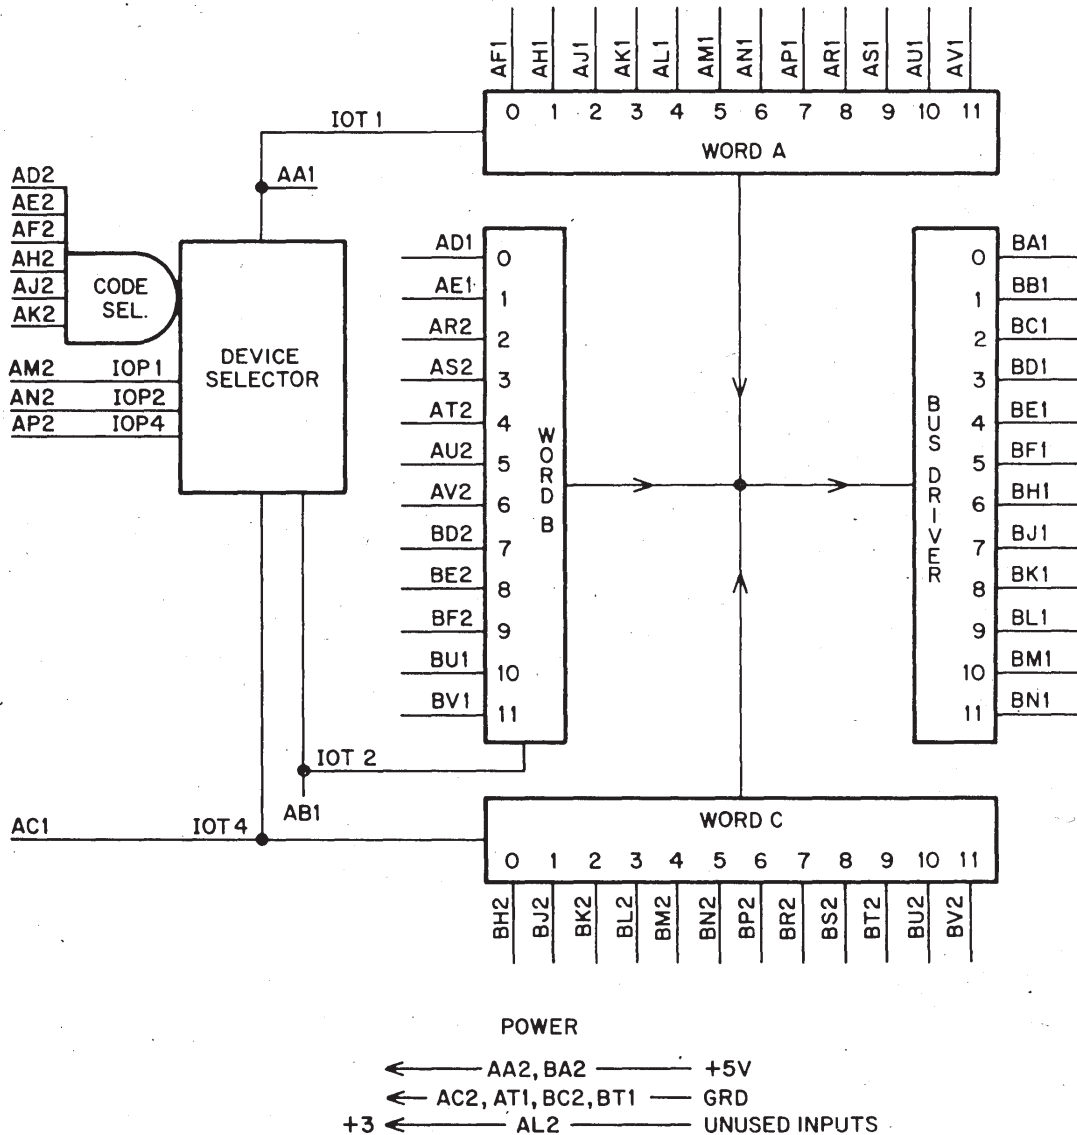 AF1 AH1 AJ1 AK1 AL1 AM1 AN1 AP1 AR1 AS1 AU1 AV1
0 1 2 3 4 5 6 7 8 9 10 11
WORD A
IOT 1
AA1
AD2
AE2
AF2
AH2
AJ2
AK2
CODE
SEL.
AM2 IOP1
AN2 IOP2
AP2 IOP4
DEVICE
SELECTOR
AD1 0
AE1 1
AR2 2
AS2 3
AT2 4
AU2 5
AV2 6
BD2 7
BE2 8
BF2 9
BU1 10
BV1 11
WORD B
BUS DRIVER
0 BA1
1 BB1
2 BC1
3 BD1
4 BE1
5 BF1
6 BH1
7 BJ1
8 BK1
9 BL1
10 BM1
11 BN1
IOT 2
AB1
AC1 IOT 4
WORD C
0 1 2 3 4 5 6 7 8 9 10 11
BH2 BJ2 BK2 BL2 BM2 BN2 BP2 BR2 BS2 BT2 BU2 BV2
POWER
AA2, BA2 +5V
AC2, AT1, BC2, BT1 GRD
+3 AL2 UNUSED INPUTS